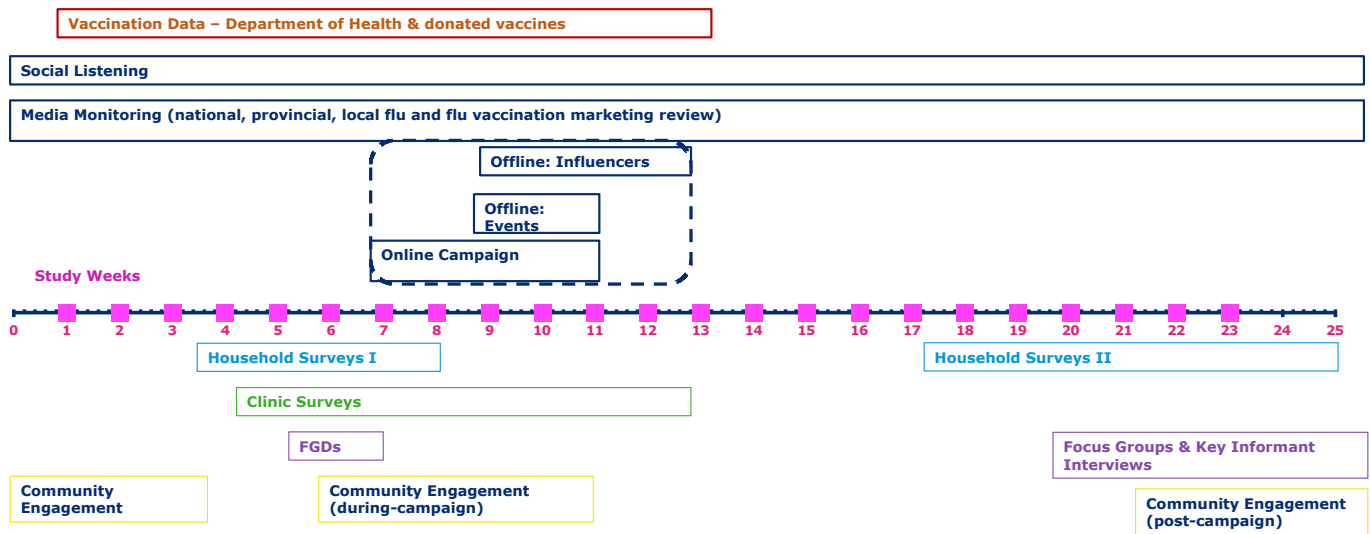 Vaccination Data – Department of Health & donated vaccines
Social Listening
Media Monitoring (national, provincial, local flu and flu vaccination marketing review)
Offline: Influencers
Offline:
Events
Online Campaign
Study Weeks
0 1 2 3 4 5 6 7 8 9 10 11 12 13 14 15 16 17 18 19 20 21 22 23 24 25
Household Surveys I
Household Surveys II
Clinic Surveys
FGDs
Focus Groups & Key Informant
Interviews
Community
Engagement
Community Engagement
(during-campaign)
Community Engagement
(post-campaign)